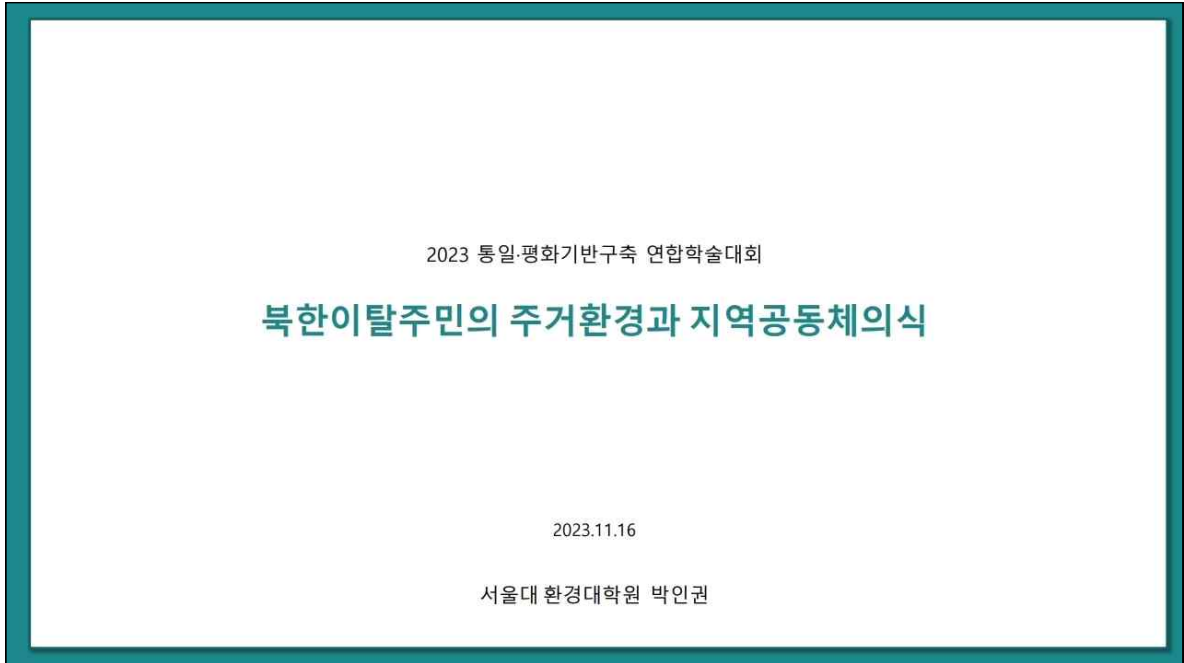 2023 통일·평화기반구축 연합학술대회
북한이탈주민의 주거환경과 지역공동체의식
2023.11.16
서울대 환경대학원 박인권